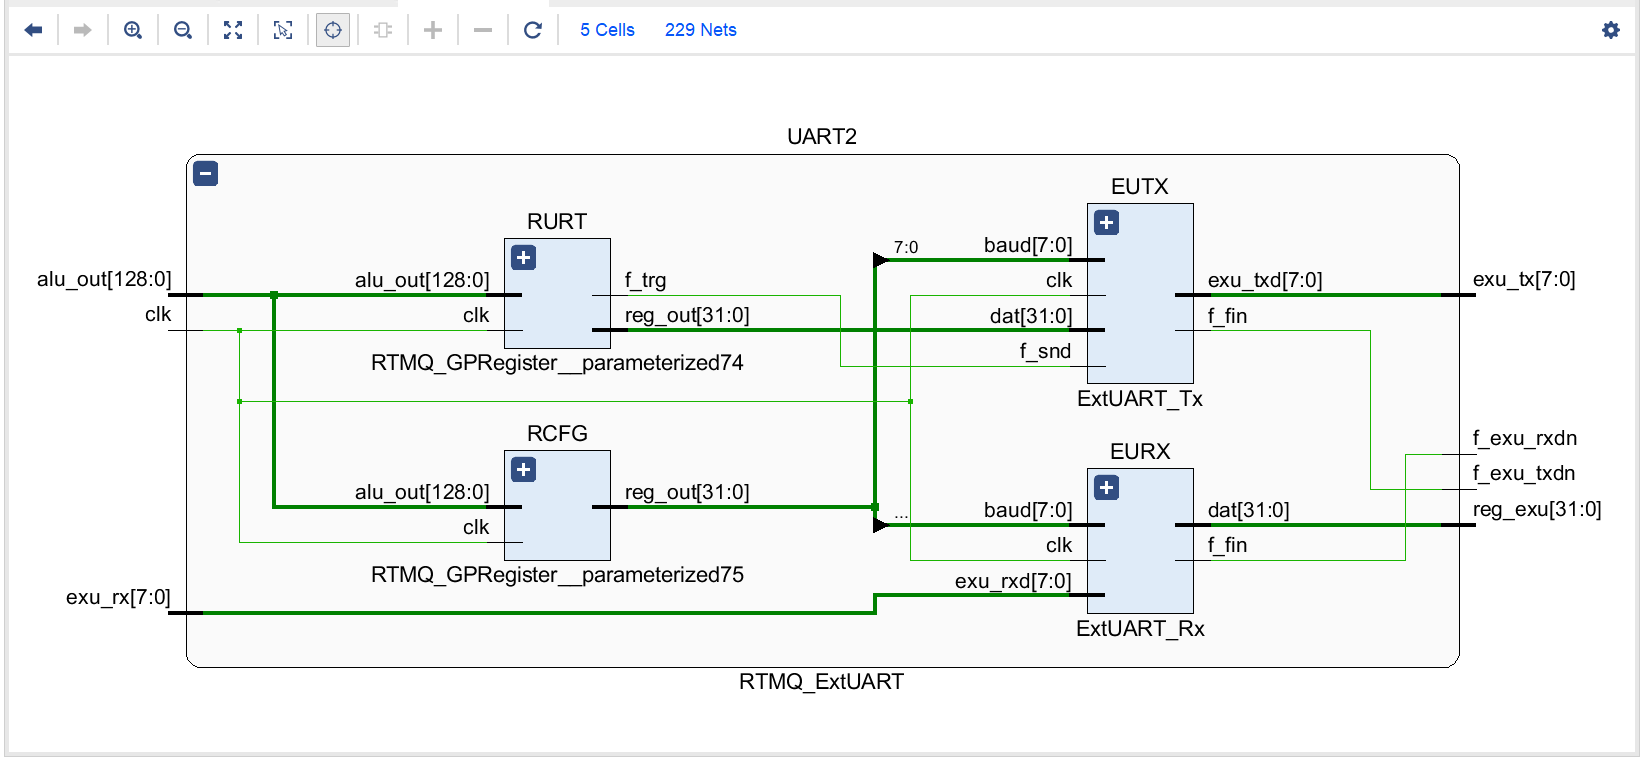 5 Cells 229 Nets
UART2
EUTX
RURT
7:0 baud[7:0]
alu_out[128:0] alu_out[128:0] f_trg clk exu_txd[7:0] exu_tx[7:0]
clk clk reg_out[31:0] dat[31:0] f_fin
f_snd
RTMQ_GPRegister__parameterized74
ExtUART_Tx
RCFG
f_exu_rxdn
EURX
f_exu_txdn
alu_out[128:0] reg_out[31:0]
... baud[7:0] dat[31:0] reg_exu[31:0]
clk
clk f_fin
RTMQ_GPRegister__parameterized75
exu_rxd[7:0]
exu_rx[7:0]
ExtUART_Rx
RTMQ_ExtUART